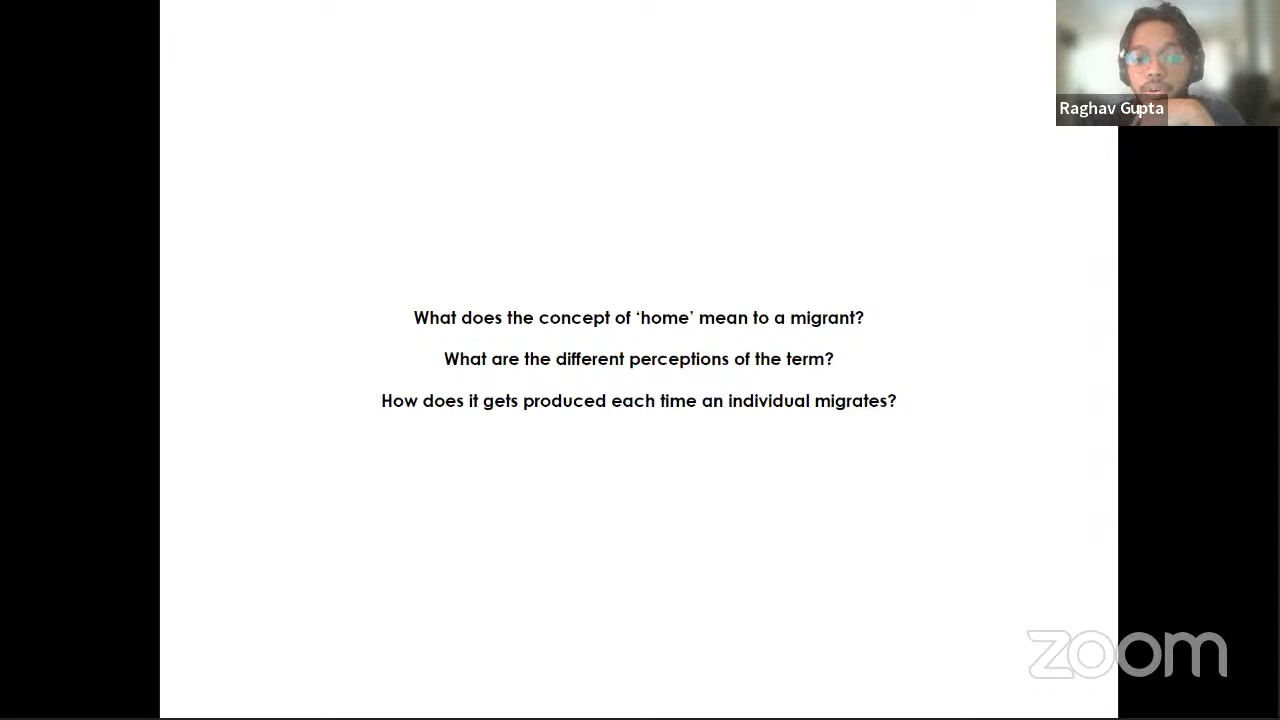 Raghav Gupta
What does the concept of ‘home’ mean to a migrant?
What are the different perceptions of the term?
How does it gets produced each time an individual migrates?
zoom